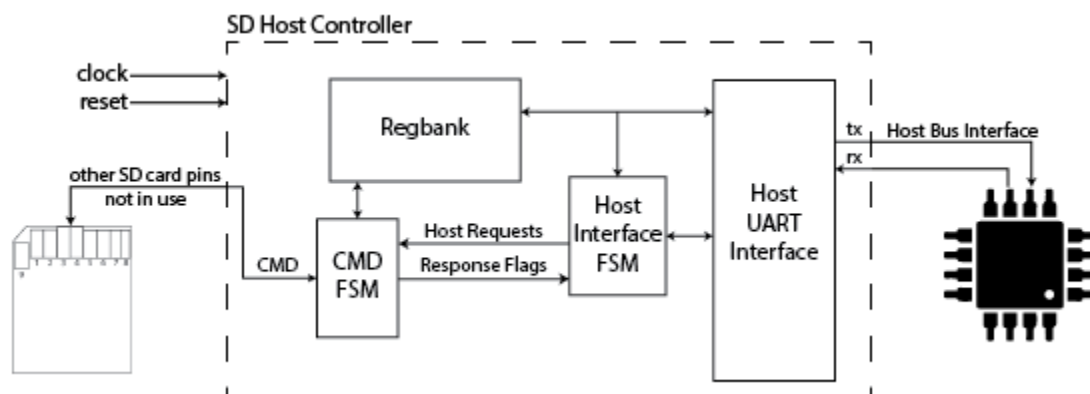 SD Host Controller
clock
reset
Regbank
tx
Host Bus Interface
rx
other SD card pins
not in use
Host
Interface
FSM
Host
UART
Interface
Host Requests
CMD
CMD
FSM
Response Flags
9
1 2 3 4 5 6 7 8